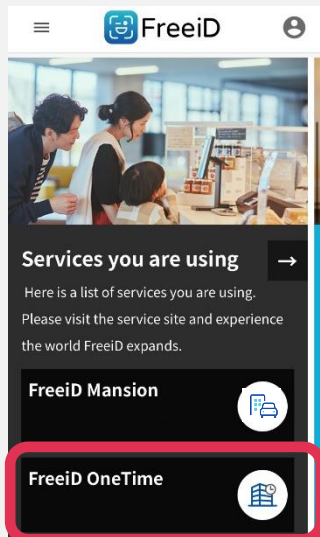 FreeiD
Services you are using
Here is a list of services you are using.
Please visit the service site and experience
the world FreeiD expands.
FreeiD Mansion
FreeiD OneTime